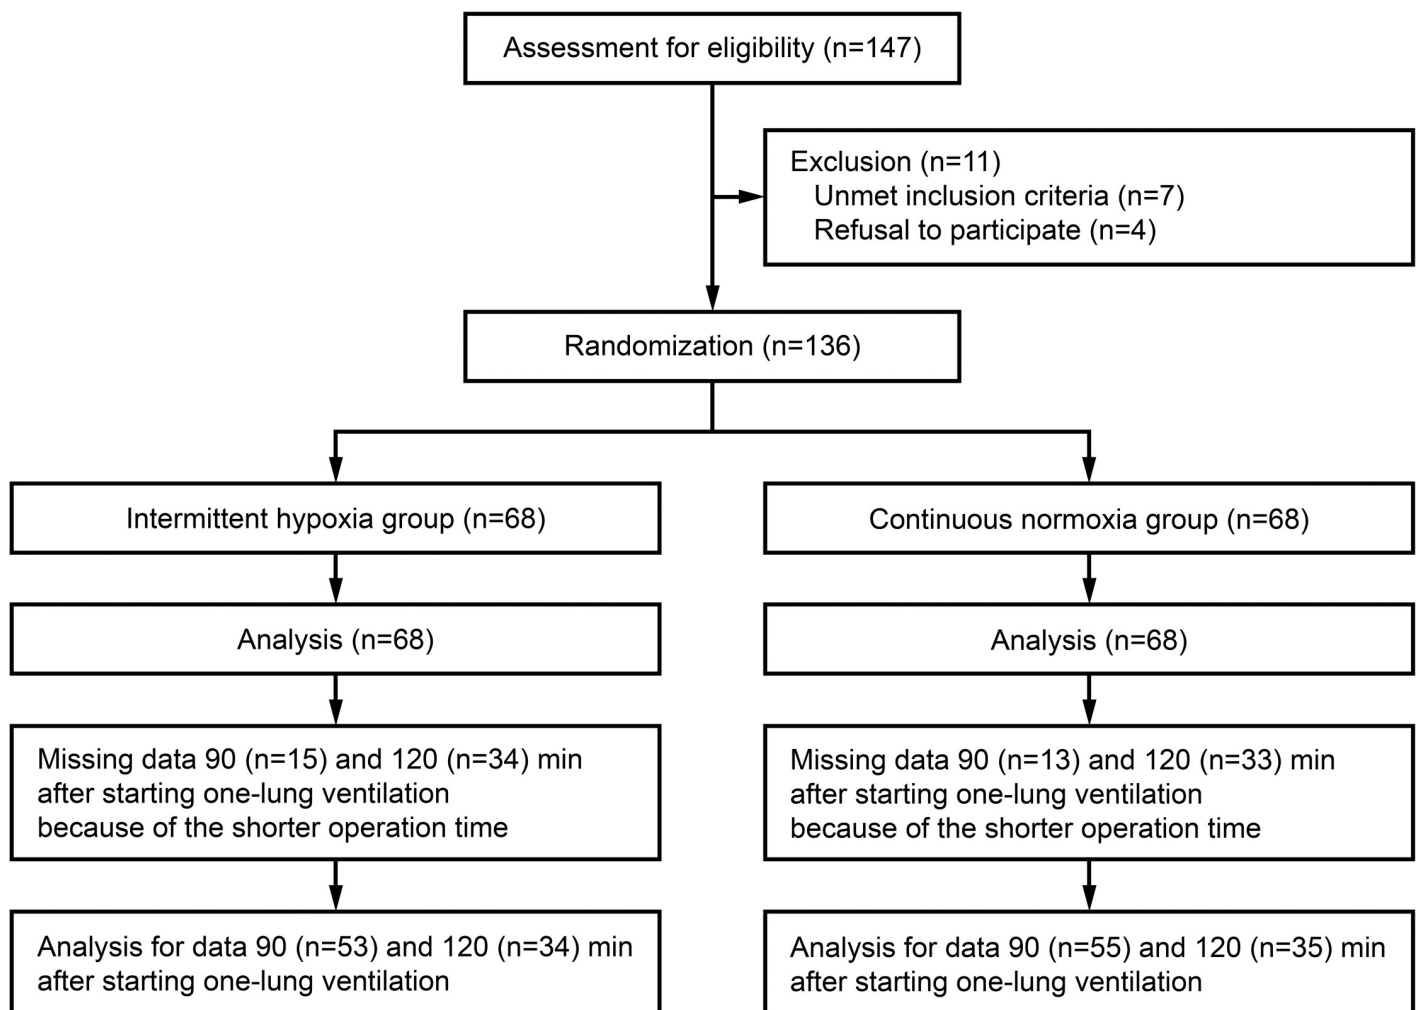 Assessment for eligibility (n=147)
Exclusion (n=11)
Unmet inclusion criteria (n=7)
Refusal to participate (n=4)
Randomization (n=136)
Intermittent hypoxia group (n=68)
Continuous normoxia group (n=68)
Analysis (n=68)
Analysis (n=68)
Missing data 90 (n=15) and 120 (n=34) min
after starting one-lung ventilation
because of the shorter operation time
Missing data 90 (n=13) and 120 (n=33) min
after starting one-lung ventilation
because of the shorter operation time
Analysis for data 90 (n=53) and 120 (n=34) min
after starting one-lung ventilation
Analysis for data 90 (n=55) and 120 (n=35) min
after starting one-lung ventilation